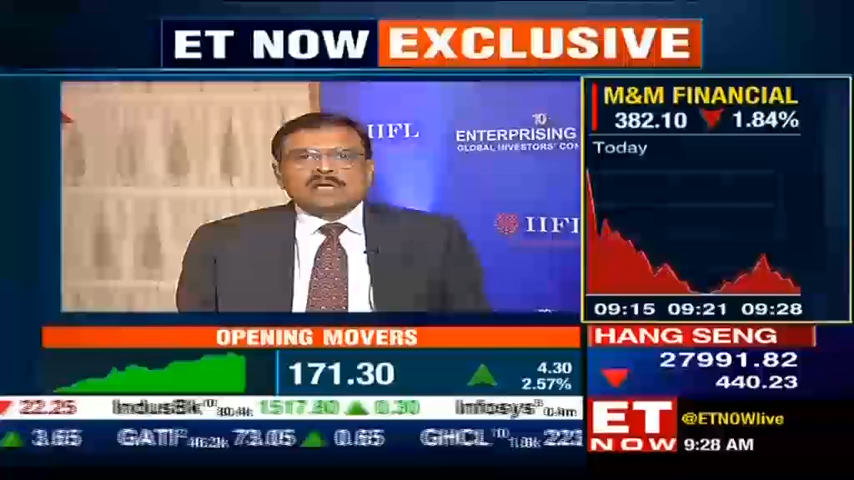 ET NOW EXCLUSIVE
IIFL
10
ENTERPRISING
GLOBAL INVESTORS' CON
IIFL
M&M FINANCIAL
382.10 1.84%
Today
09:15 09:21 09:28
OPENING MOVERS
171.30
4.30
2.57%
HANG SENG
27991.82
440.23
22.25 IndusBk 1517.80 0.30 Infosys
3.65 GATI 73.05 0.65 GHCL
ET NOW
@ETNOWlive
9:28 AM